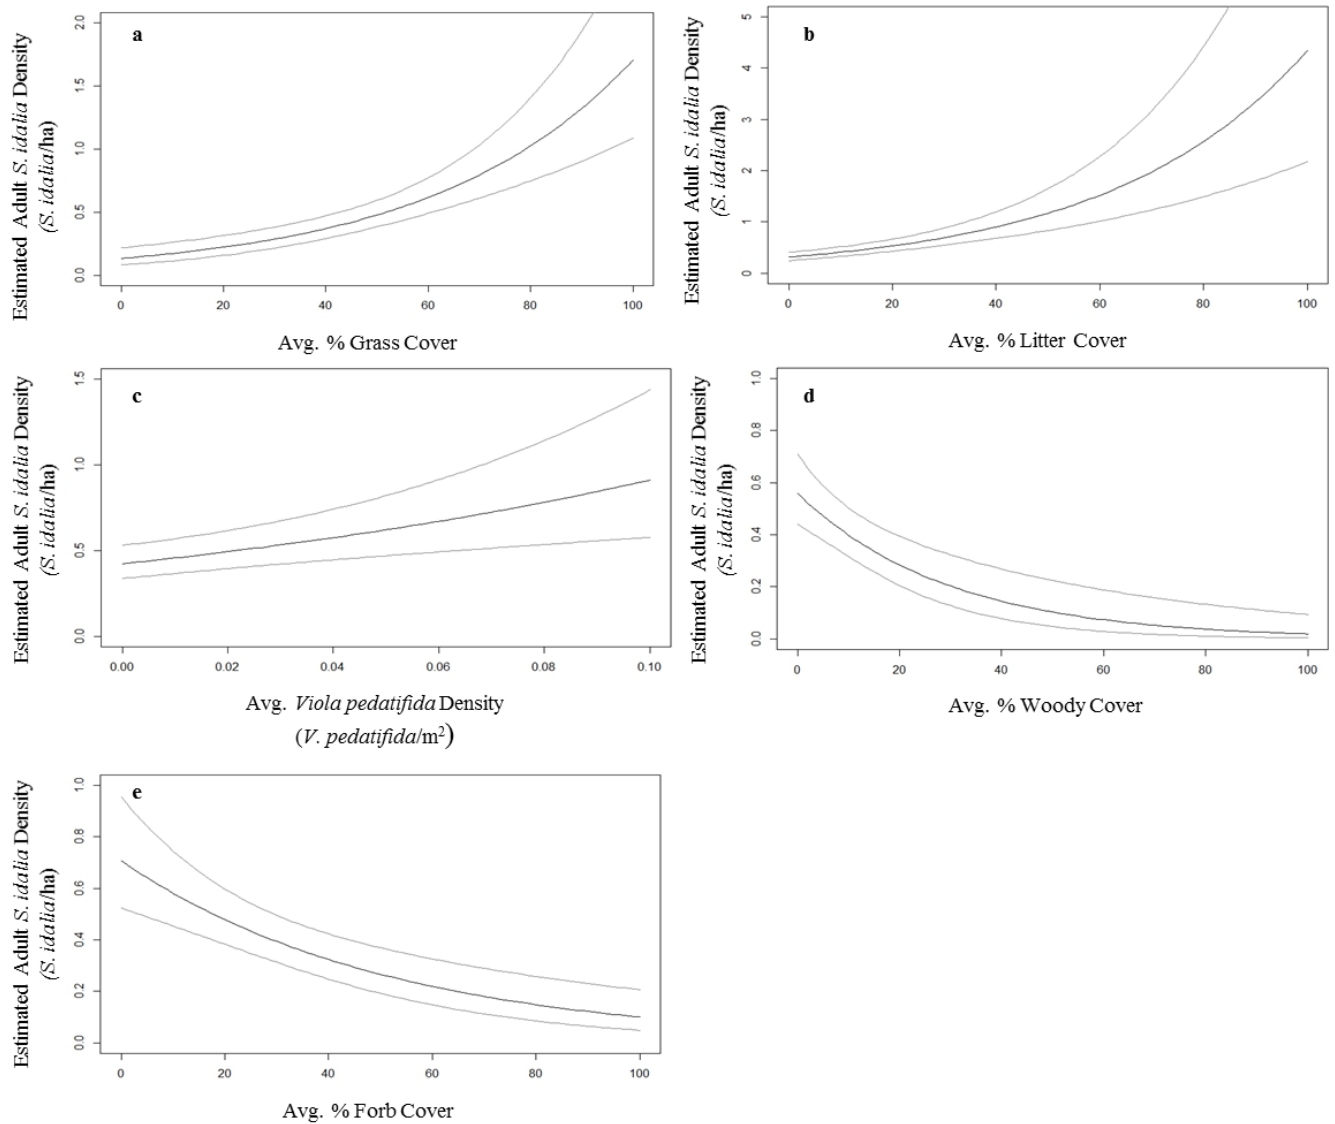 a
Estimated Adult S. idalia Density
(S. idalia/ha)
2.0
1.5
1.0
0.5
0.0
0 20 40 60 80 100
Avg. % Grass Cover
b
Estimated Adult S. idalia Density
(S. idalia/ha)
5
4
3
2
1
0
0 20 40 60 80 100
Avg. % Litter Cover
c
Estimated Adult S. idalia Density
(S. idalia/ha)
1.5
1.0
0.5
0.0
0.00 0.02 0.04 0.06 0.08 0.10
Avg. Viola pedatifida Density
(V. pedatifida/m²)
d
Estimated Adult S. idalia Density
(S. idalia/ha)
1.0
0.8
0.6
0.4
0.2
0.0
0 20 40 60 80 100
Avg. % Woody Cover
e
Estimated Adult S. idalia Density
(S. idalia/ha)
1.0
0.8
0.6
0.4
0.2
0.0
0 20 40 60 80 100
Avg. % Forb Cover